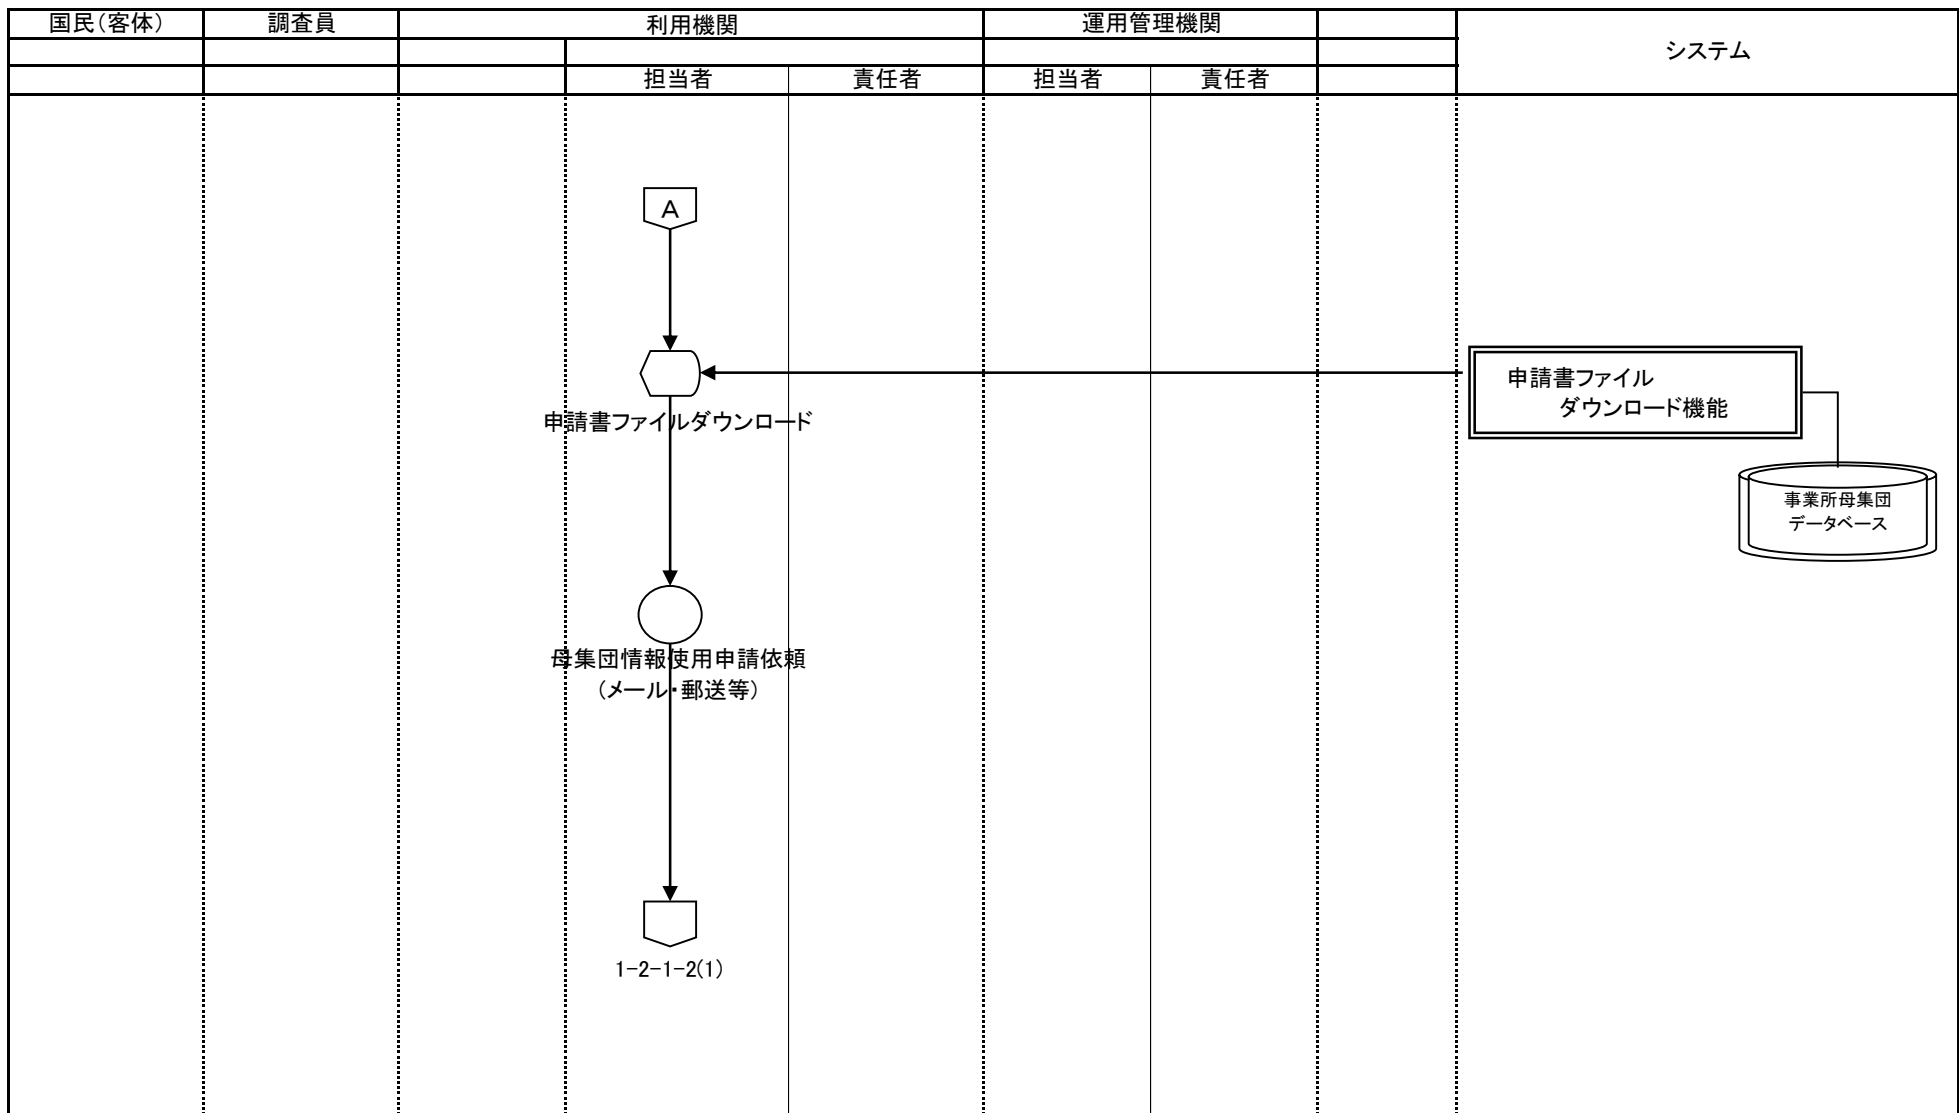 国民（客体）
調査員
利用機関
運用管理機関
システム
担当者
責任者
担当者
責任者
A
申請書ファイル
ダウンロード機能
申請書ファイルダウンロード
事業所母集団
データベース
母集団情報使用申請依頼
（メール・郵送等）
1-2-1-2(1)